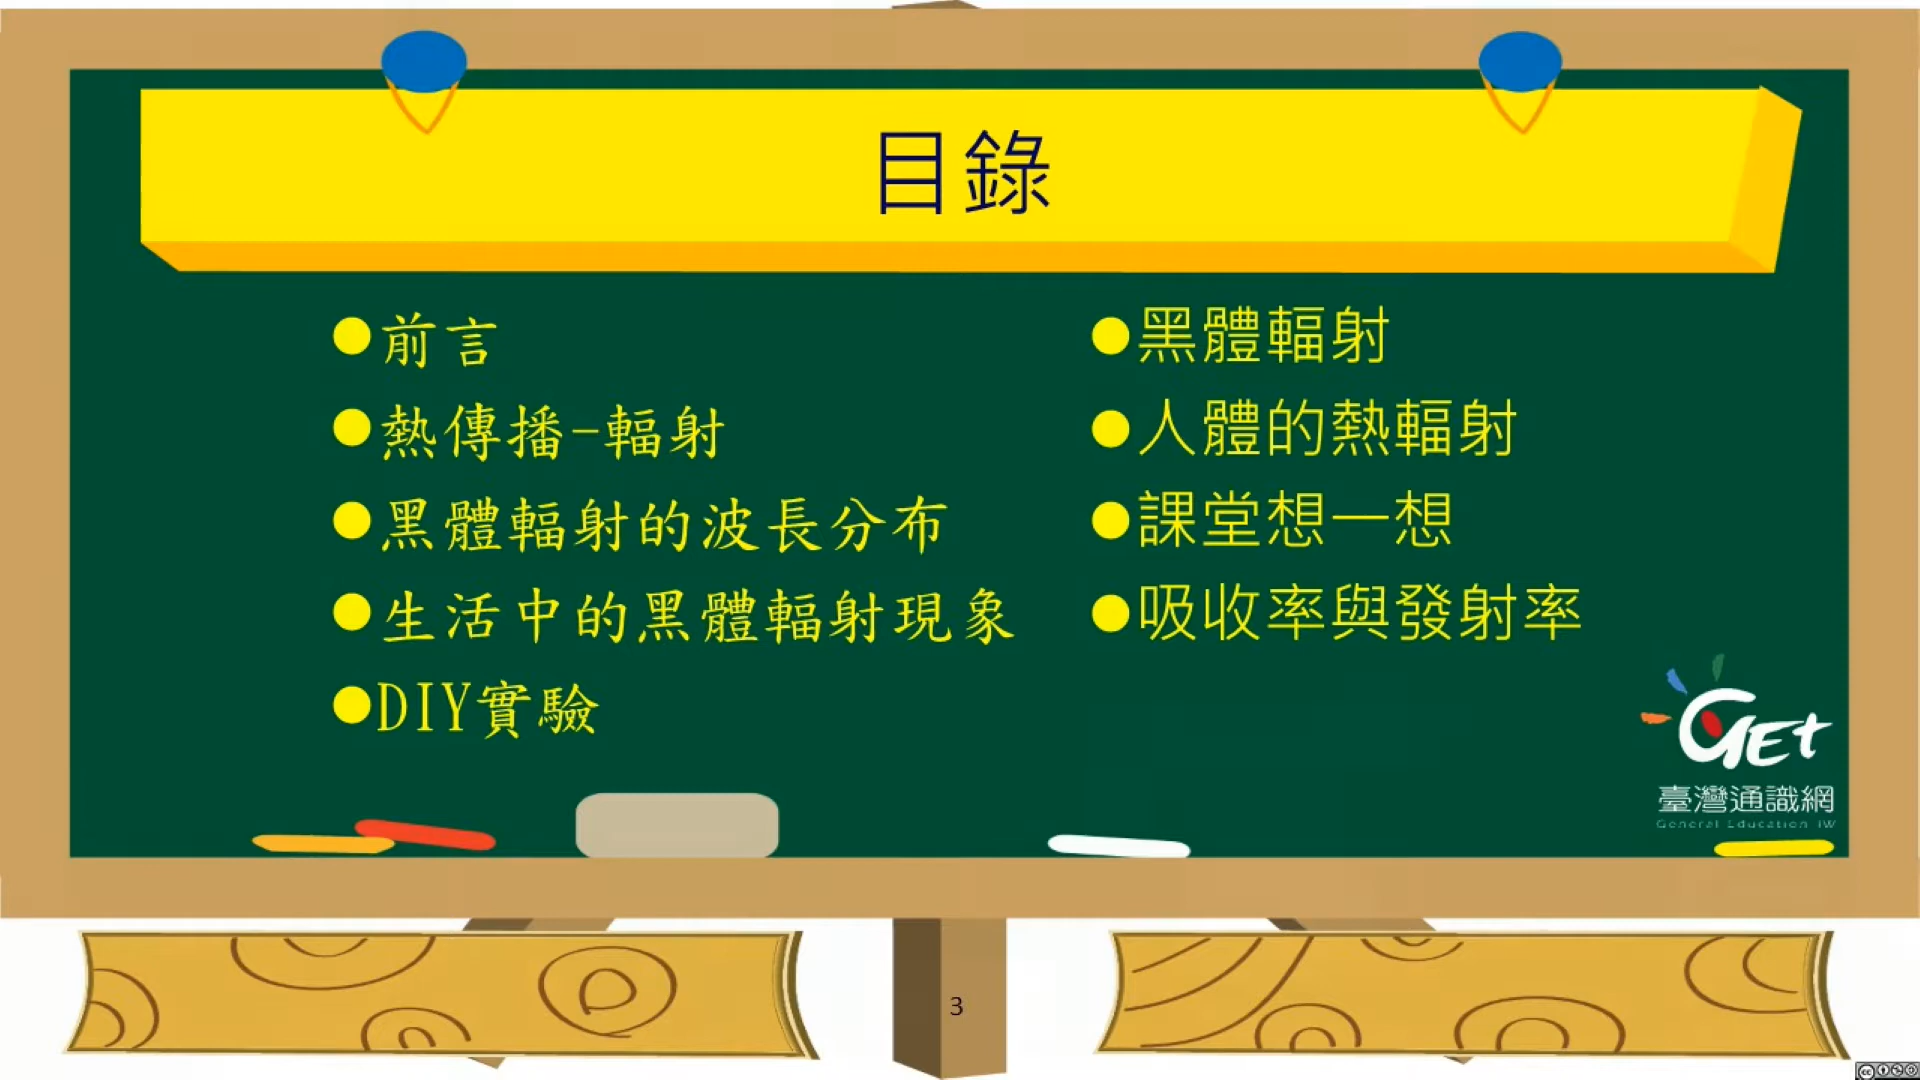 目錄
●前言
●熱傳播-輻射
●黑體輻射的波長分布
●生活中的黑體輻射現象
●DIY實驗
●黑體輻射
●人體的熱輻射
●課堂想一想
●吸收率與發射率
GET
臺灣通識網
General Education TW
3